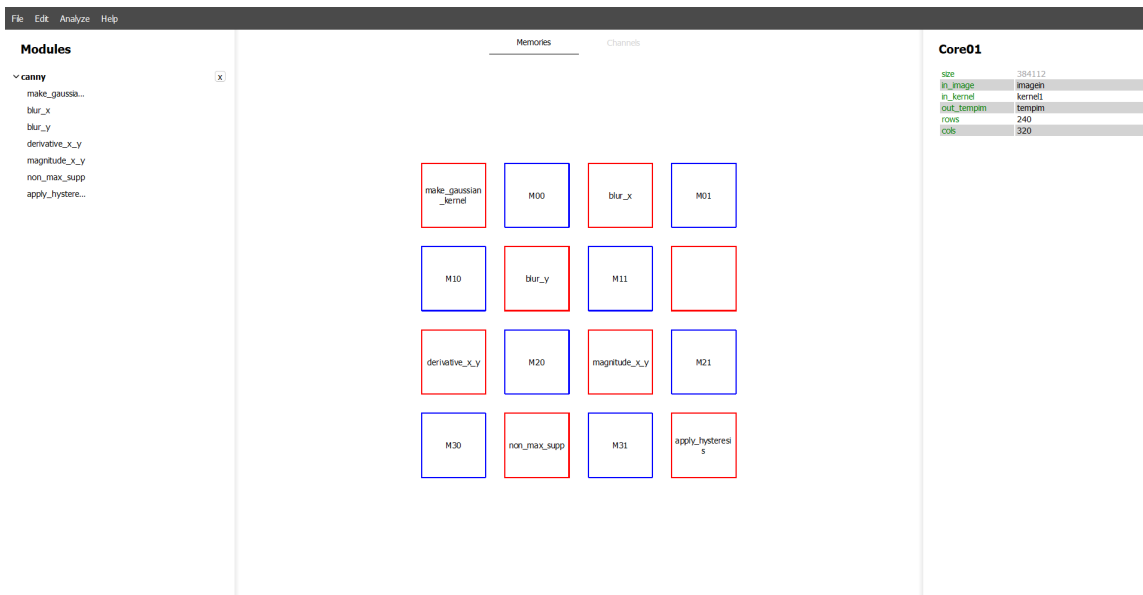 File Edit Analyze Help
Modules
canny x
make_gaussia...
blur_x
blur_y
derivative_x_y
magnitude_x_y
non_max_supp
apply_hystere...
Memories Channels
make_gaussian
_kernel
M00
blur_x
M01
M10
blur_y
M11
derivative_x_y
M20
magnitude_x_y
M21
M30
non_max_supp
M31
apply_hysteresi
s
Core01
size 384112
in_image imagein
in_kernel kernel1
out_tempim tempim
rows 240
cols 320